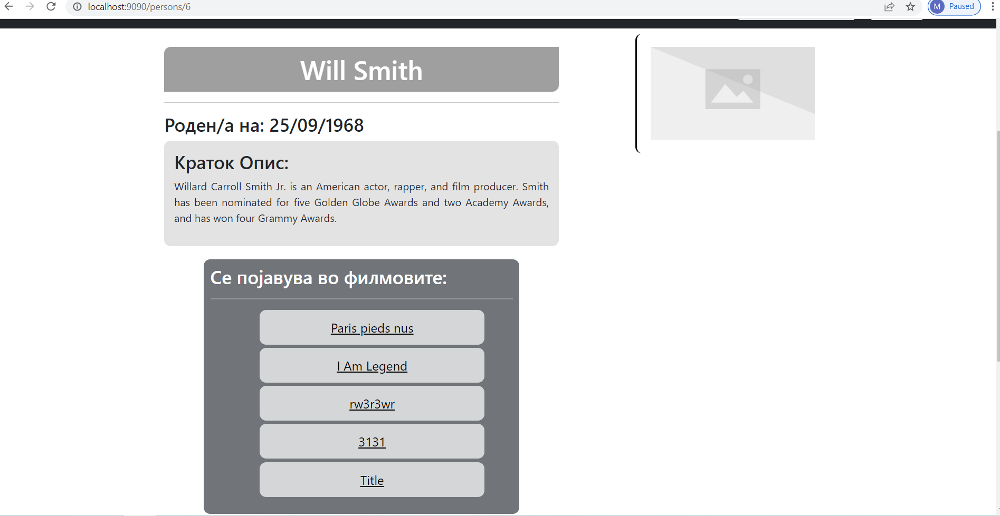 localhost:9090/persons/6
M Paused
Will Smith
Роден/а на: 25/09/1968
Краток Опис:
Willard Carroll Smith Jr. is an American actor, rapper, and film producer. Smith
has been nominated for five Golden Globe Awards and two Academy Awards,
and has won four Grammy Awards.
Се појавува во филмовите:
Paris pieds nus
I Am Legend
rw3r3wr
3131
Title